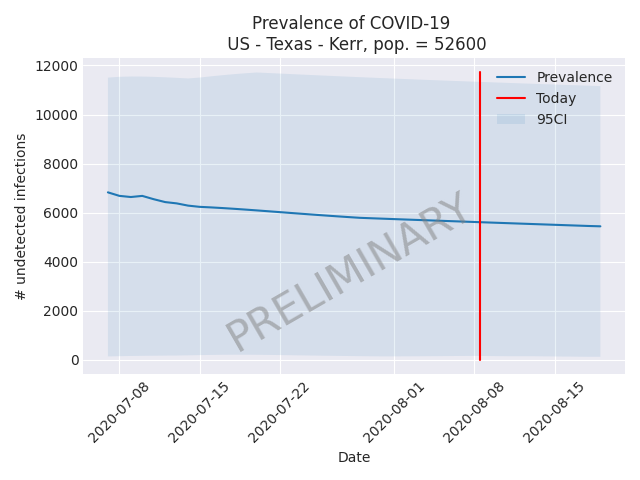 Prevalence of COVID-19
US - Texas - Kerr, pop. = 52600
12000
10000
8000
6000
4000
2000
0
# undetected infections
Prevalence
Today
95CI
PRELIMINARY
2020-07-08
2020-07-15
2020-07-22
2020-08-01
2020-08-08
2020-08-15
Date